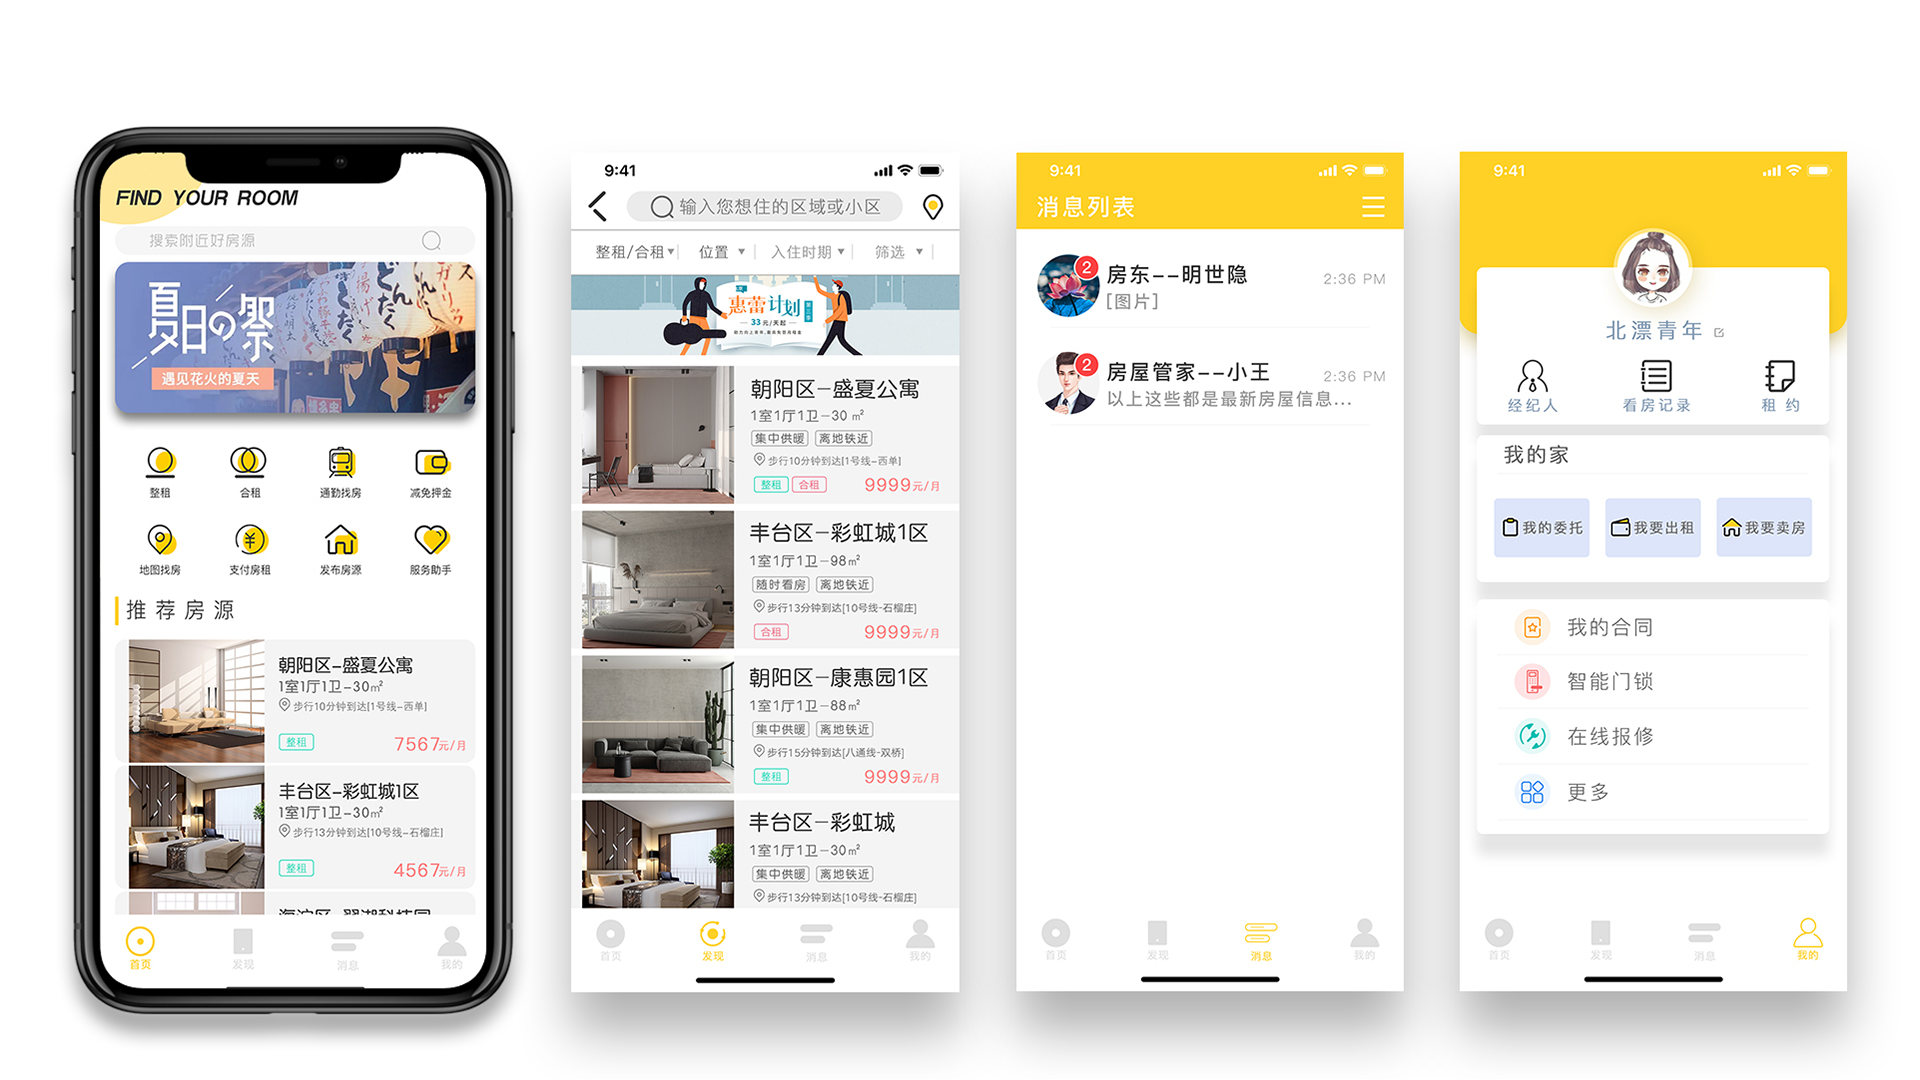 FIND YOUR ROOM
搜索附近好房源
夏日の祭
遇见花火的夏天
整租
合租
通勤找房
减免押金
地图找房
支付房租
发布房源
服务助手
推荐房源
朝阳区-盛夏公寓
1室1厅1卫-30㎡
步行10分钟到达[1号线-西单]
整租
7567元/月
丰台区-彩虹城1区
1室1厅1卫-30㎡
步行13分钟到达[10号线-石榴庄]
整租
4567元/月
首页
发现
消息
我的
9:41
输入您想住的区域或小区
整租/合租
位置
入住时期
筛选
惠蕾计划
33元/天起
朝阳区-盛夏公寓
1室1厅1卫-30㎡
集中供暖 离地铁近
步行10分钟到达[1号线-西单]
整租 合租
9999元/月
丰台区-彩虹城1区
1室1厅1卫-98㎡
随时看房 离地铁近
步行13分钟到达[10号线-石榴庄]
合租
9999元/月
朝阳区-康惠园1区
1室1厅1卫-88㎡
集中供暖 离地铁近
步行15分钟到达[八通线-双桥]
整租
9999元/月
丰台区-彩虹城
1室1厅1卫-30㎡
集中供暖 离地铁近
步行13分钟到达[10号线-石榴庄]
首页
发现
消息
我的
9:41
消息列表
2
房东--明世隐
2:36 PM
[图片]
2
房屋管家--小王
2:36 PM
以上这些都是最新房屋信息...
首页
发现
消息
我的
9:41
北漂青年
经纪人
看房记录
租约
我的家
我的委托
我要出租
我要卖房
我的合同
智能门锁
在线报修
更多
首页
发现
消息
我的